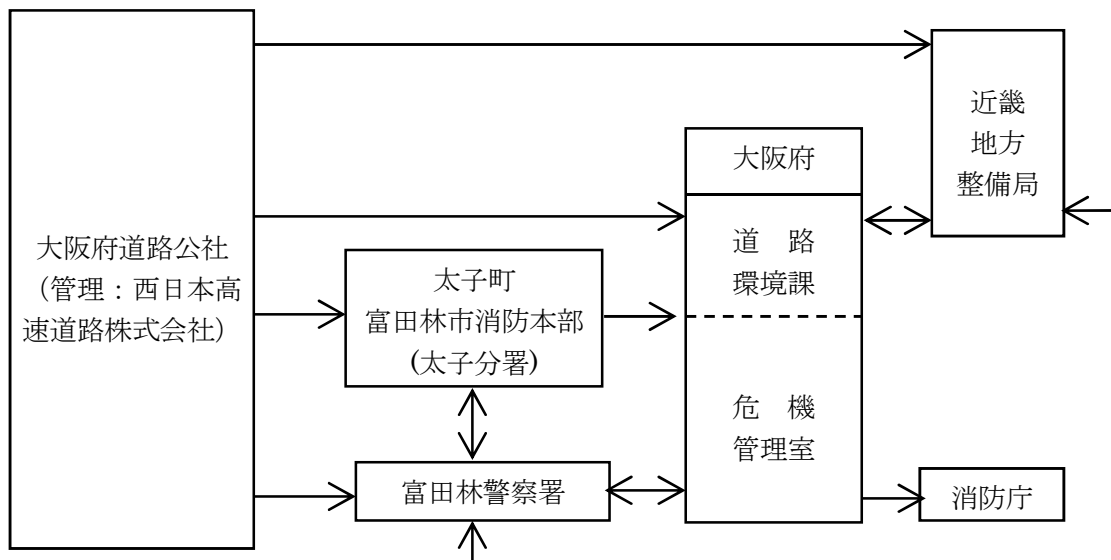 大阪府道路公社
（管理：西日本高
速道路株式会社）
太子町
富田林市消防本部
(太子分署)
富田林警察署
大阪府
道　路
環境課
危　機
管理室
近畿
地方
整備局
消防庁